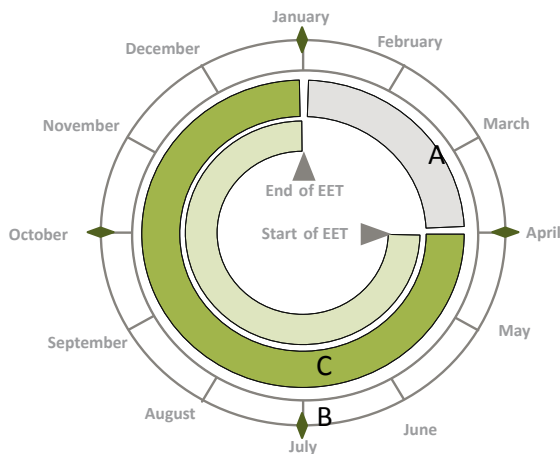 January
December
February
November
March
A
End of EET
October
Start of EET
April
September
May
C
August
B
June
July